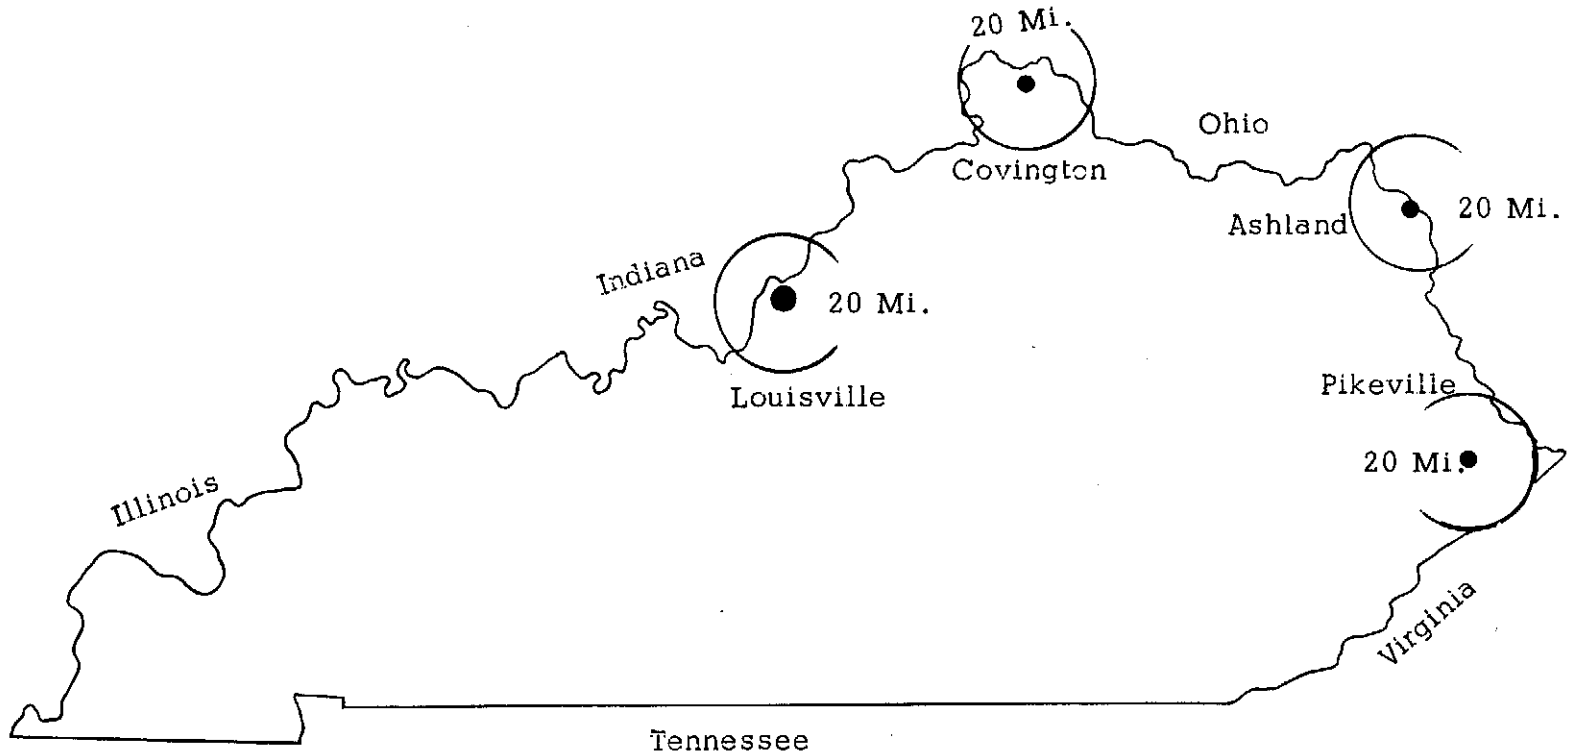 20 Mi.
Ohio
Covington
Ashland
20 Mi.
Indiana
20 Mi.
Louisville
Pikeville
20 Mi.
Illinois
Virginia
Tennessee